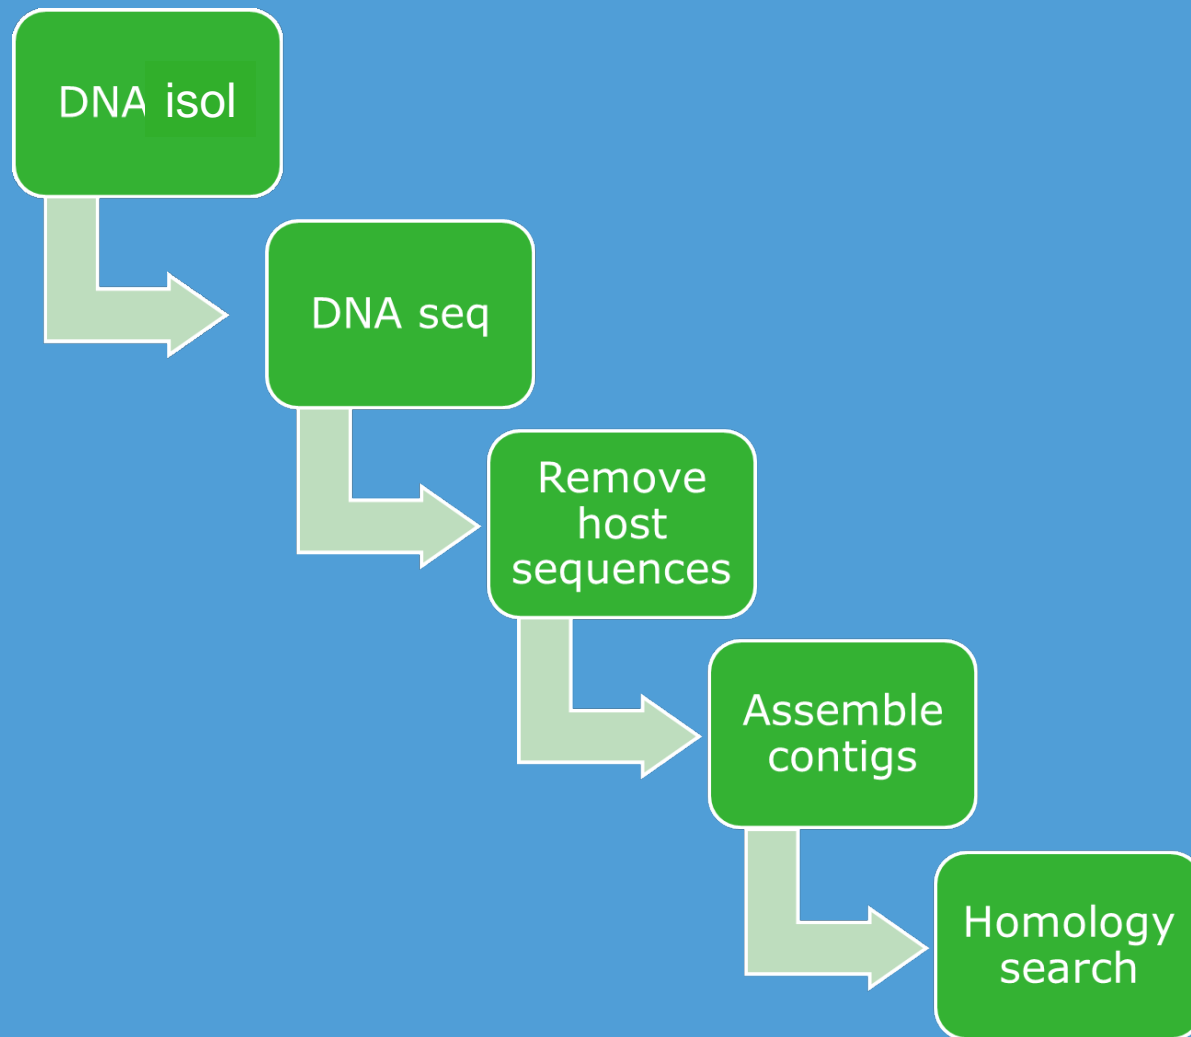 DNA isol
DNA seq
Remove
host
sequences
Assemble
contigs
Homology
search